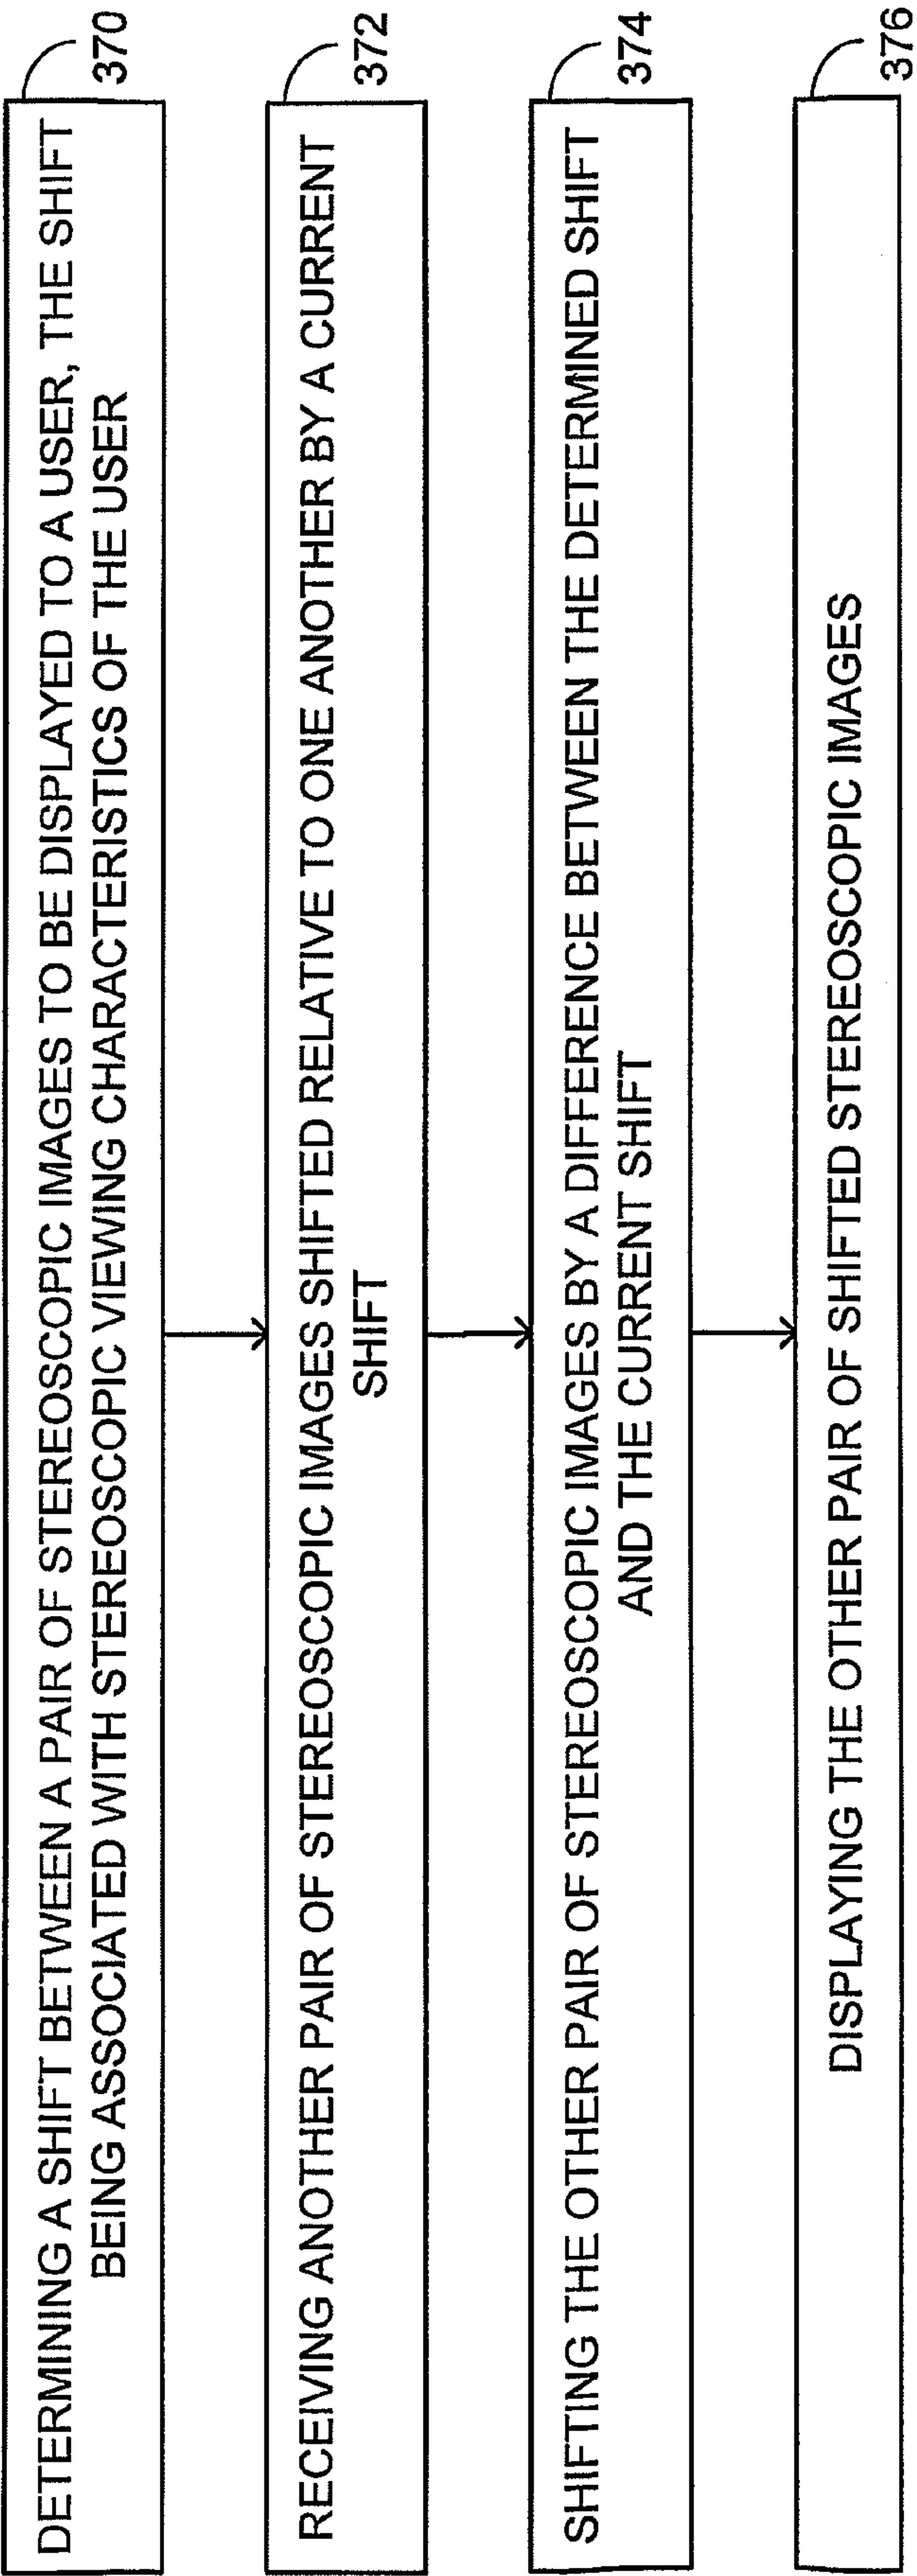 DETERMINING A SHIFT BETWEEN A PAIR OF STEREOSCOPIC IMAGES TO BE DISPLAYED TO A USER, THE SHIFT
BEING ASSOCIATED WITH STEREOSCOPIC VIEWING CHARACTERISTICS OF THE USER
370
RECEIVING ANOTHER PAIR OF STEREOSCOPIC IMAGES SHIFTED RELATIVE TO ONE ANOTHER BY A CURRENT
SHIFT
372
SHIFTING THE OTHER PAIR OF STEREOSCOPIC IMAGES BY A DIFFERENCE BETWEEN THE DETERMINED SHIFT
AND THE CURRENT SHIFT
374
DISPLAYING THE OTHER PAIR OF SHIFTED STEREOSCOPIC IMAGES
376